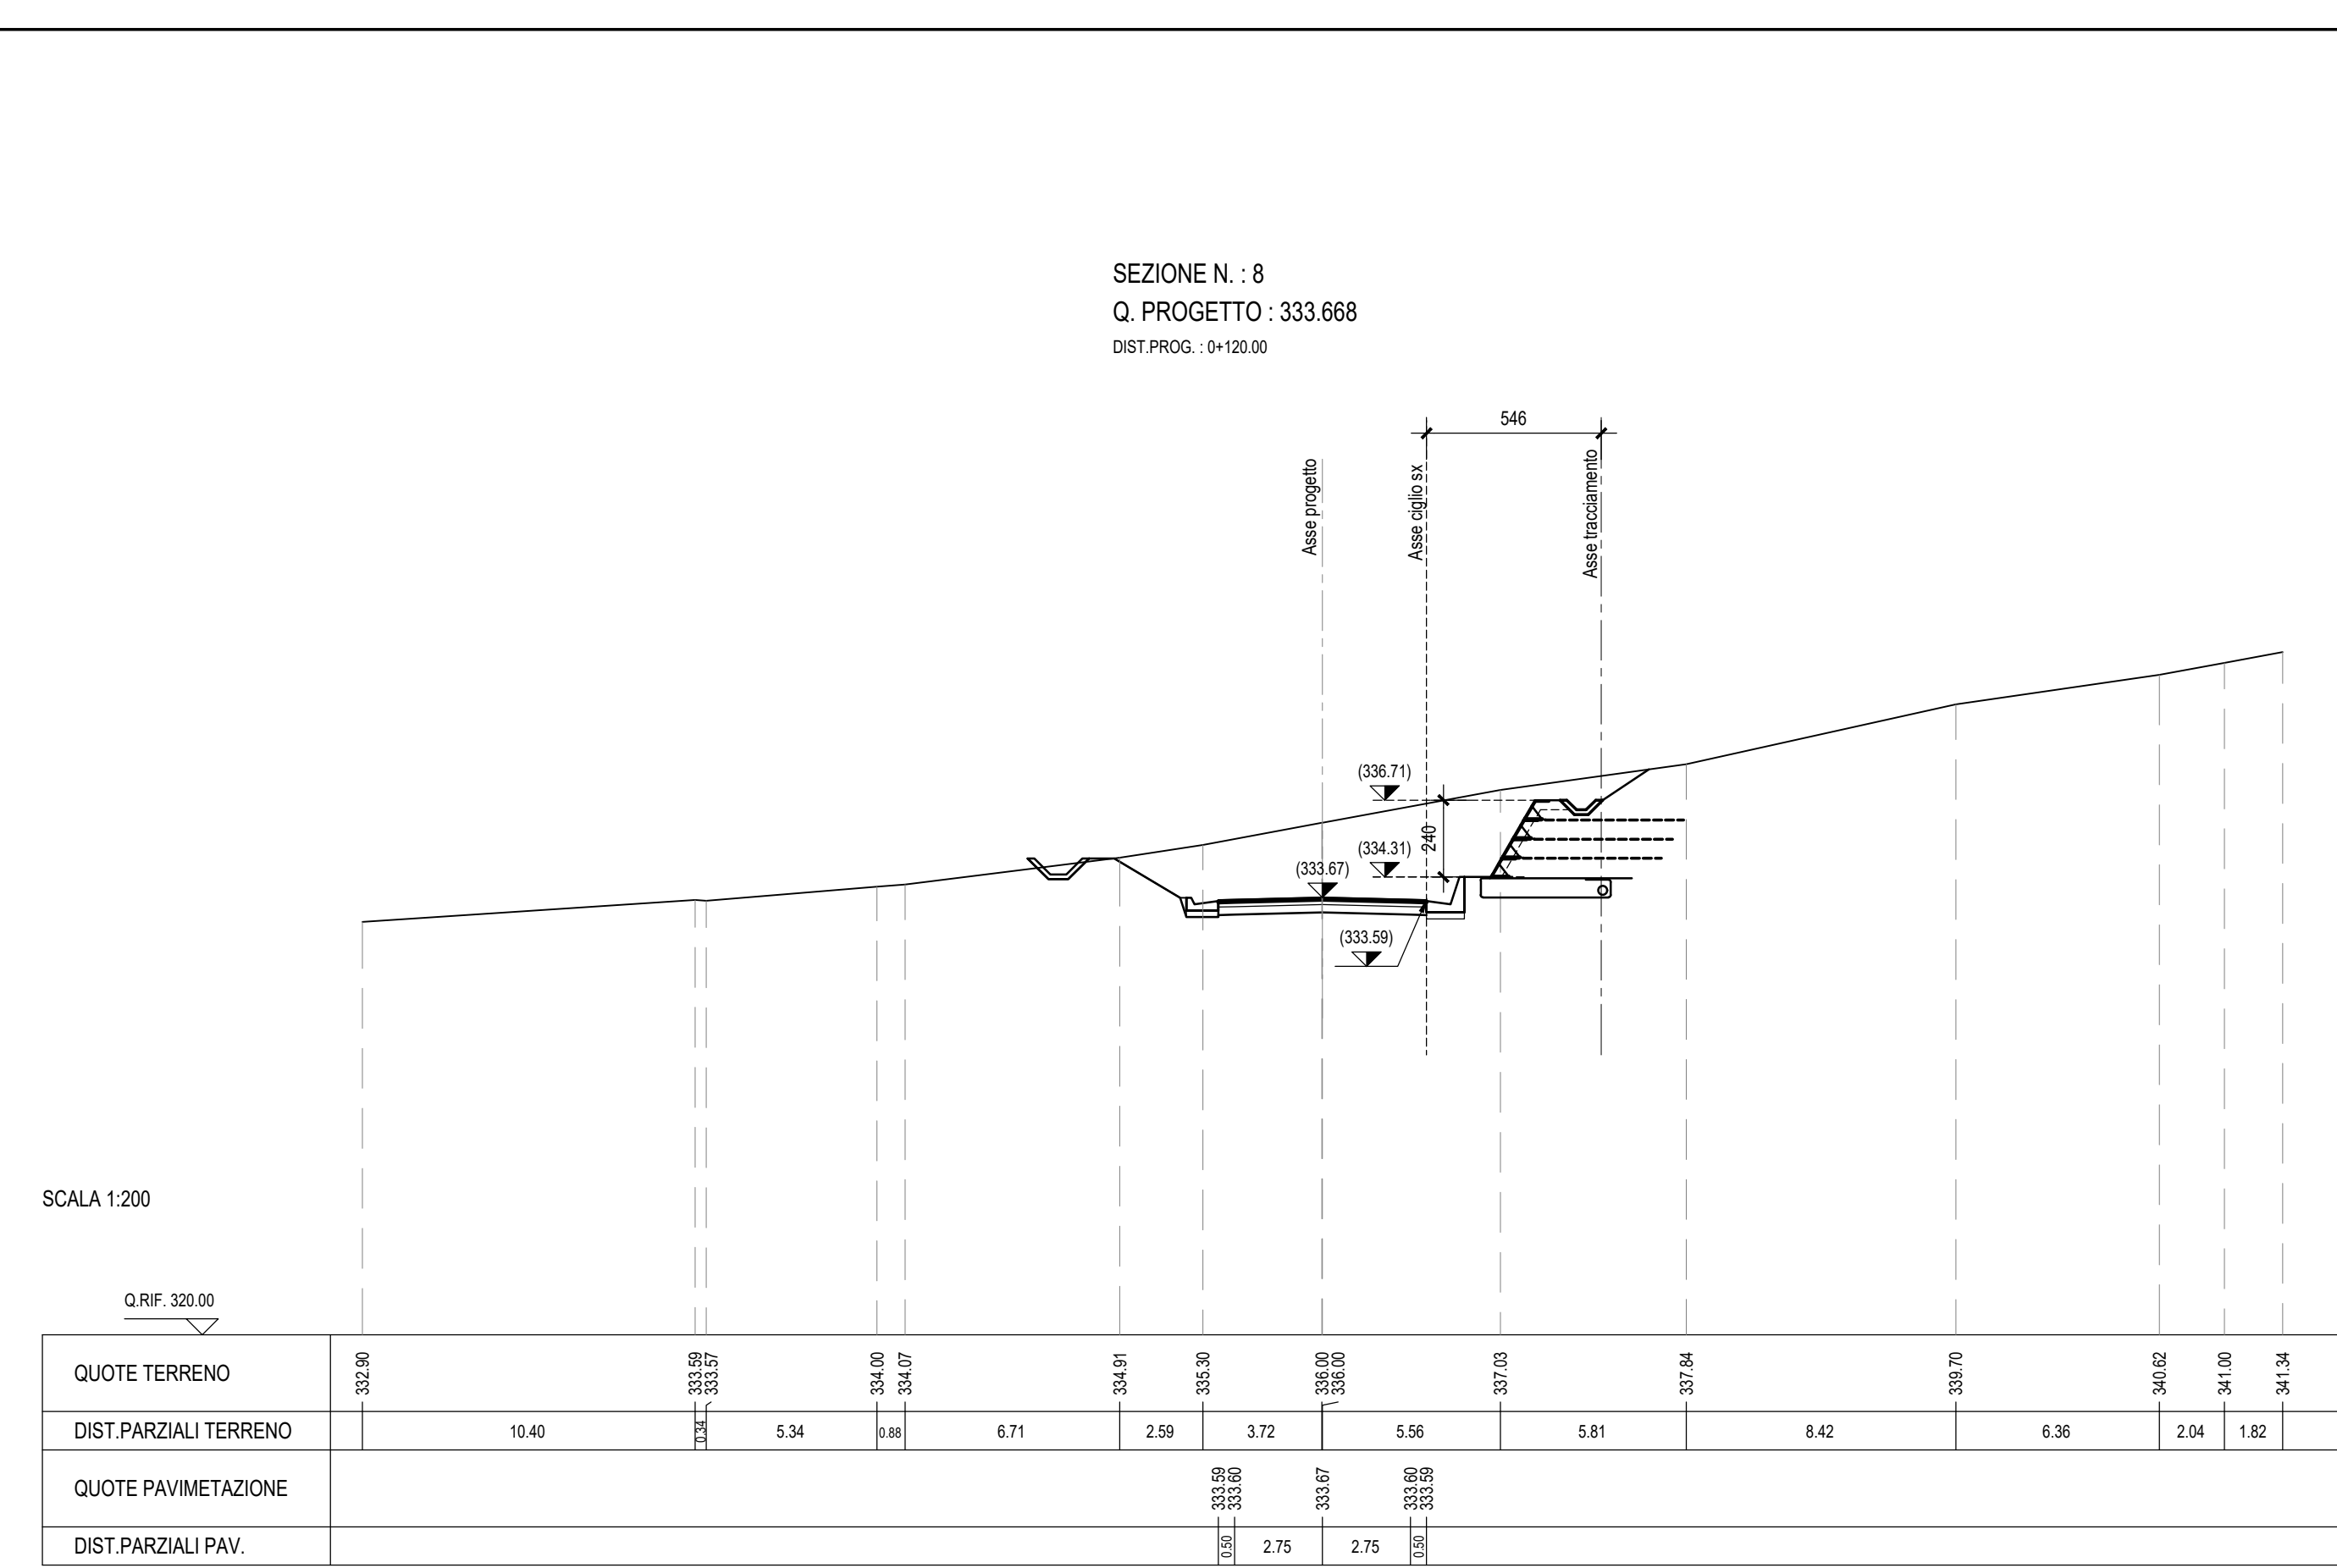 SEZIONE N. : 8
Q. PROGETTO : 333.668
DIST.PROG. : 0+120.00
546
Asse progetto
Asse ciglio sx
Asse tracciamento
(336.71)
240
(334.31)
(333.67)
(333.59)
SCALA 1:200
Q.RIF. 320.00
QUOTE TERRENO 332.90 333.59 333.57 334.00 334.07 334.91 335.30 336.00 336.00 337.03 337.84 339.70 340.62 341.00 341.34
DIST.PARZIALI TERRENO 10.40 0.34 5.34 0.88 6.71 2.59 3.72 5.56 5.81 8.42 6.36 2.04 1.82
QUOTE PAVIMETAZIONE 333.59 333.60 333.67 333.60 333.59
DIST.PARZIALI PAV. 0.50 2.75 2.75 0.50